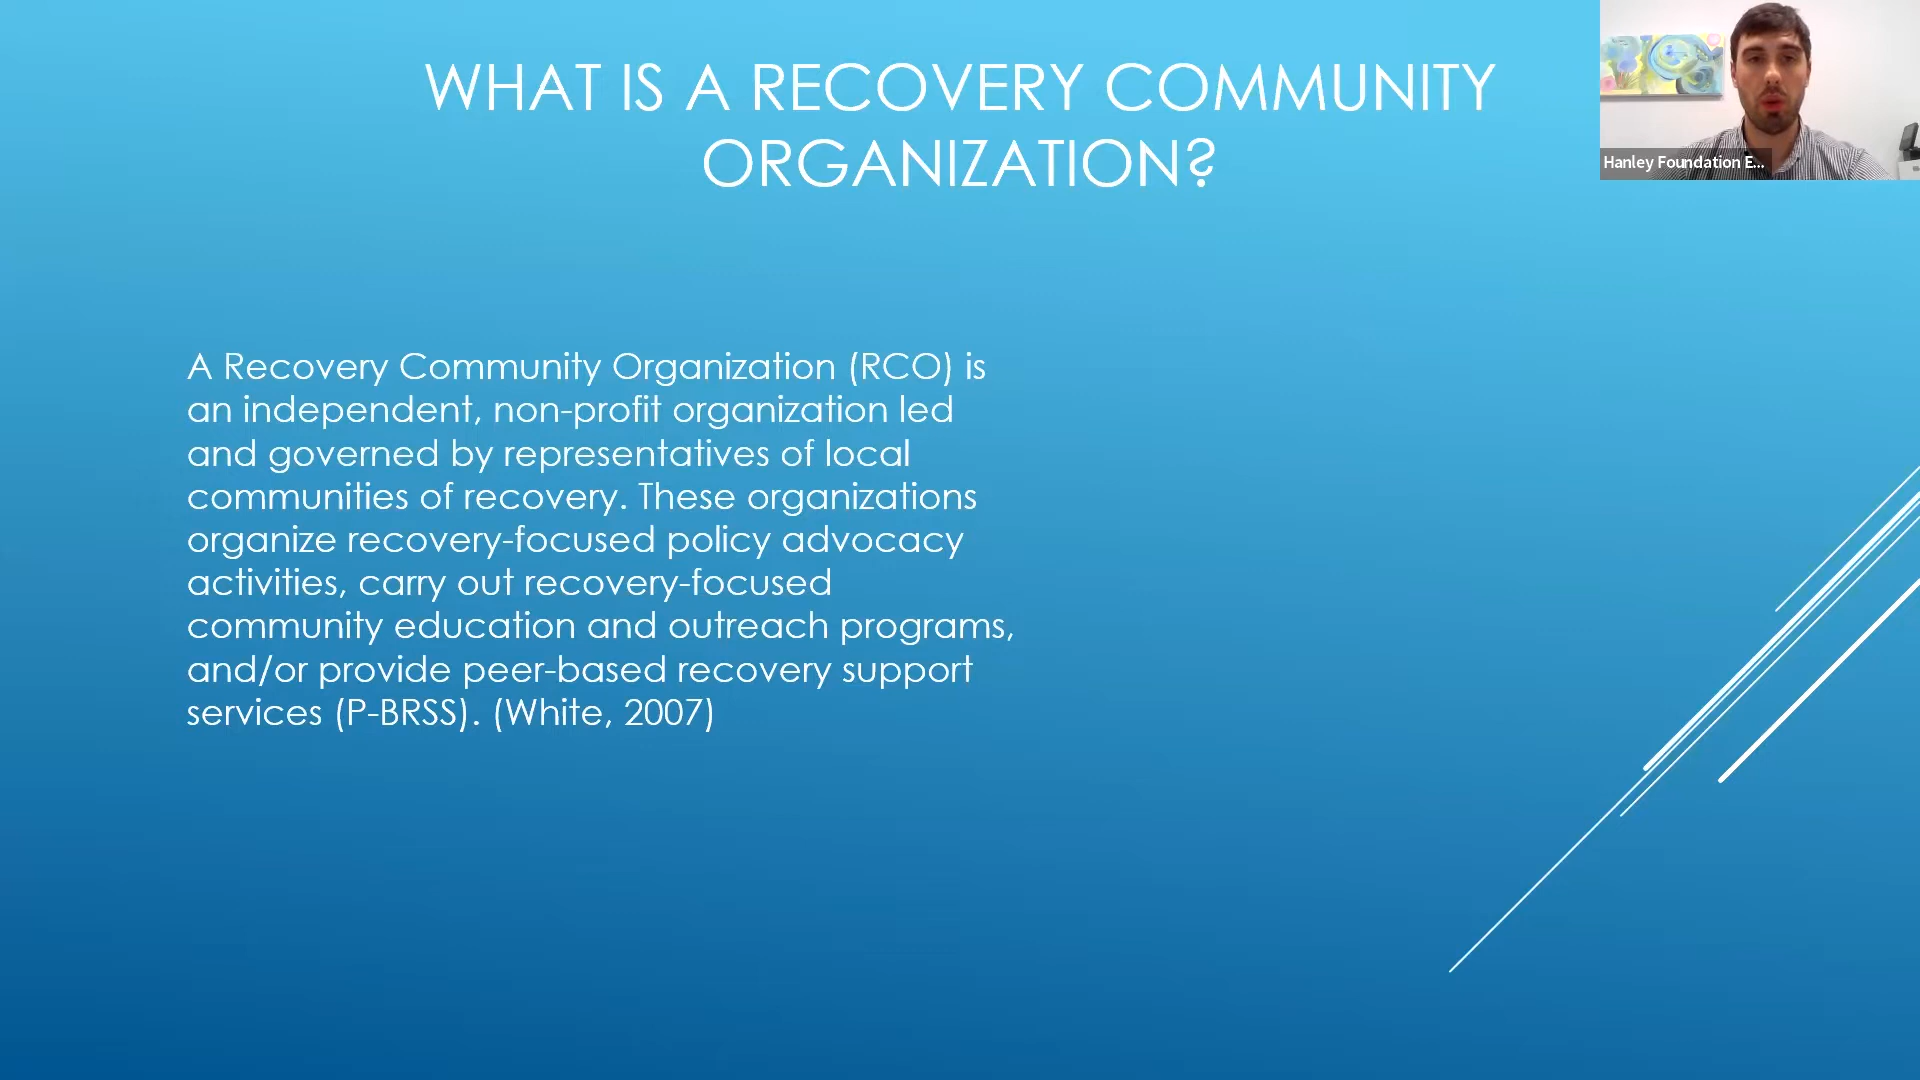 WHAT IS A RECOVERY COMMUNITY
ORGANIZATION?
Hanley Foundation E...
A Recovery Community Organization (RCO) is
an independent, non-profit organization led
and governed by representatives of local
communities of recovery. These organizations
organize recovery-focused policy advocacy
activities, carry out recovery-focused
community education and outreach programs,
and/or provide peer-based recovery support
services (P-BRSS). (White, 2007)